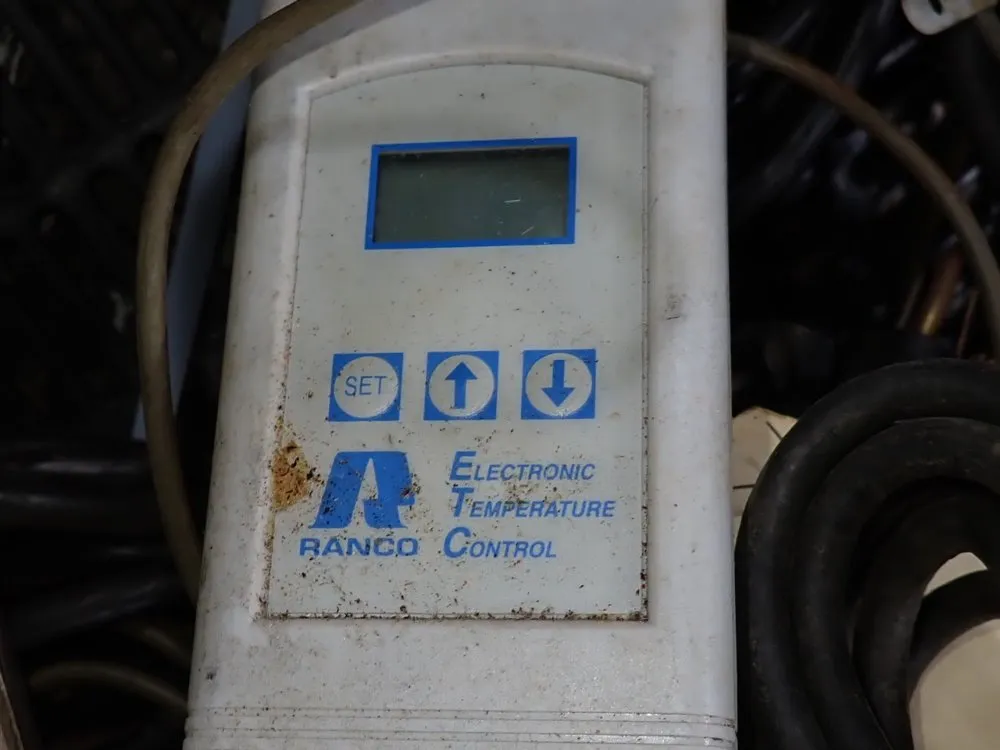 SET
RANCO
ELECTRONIC
TEMPERATURE
CONTROL